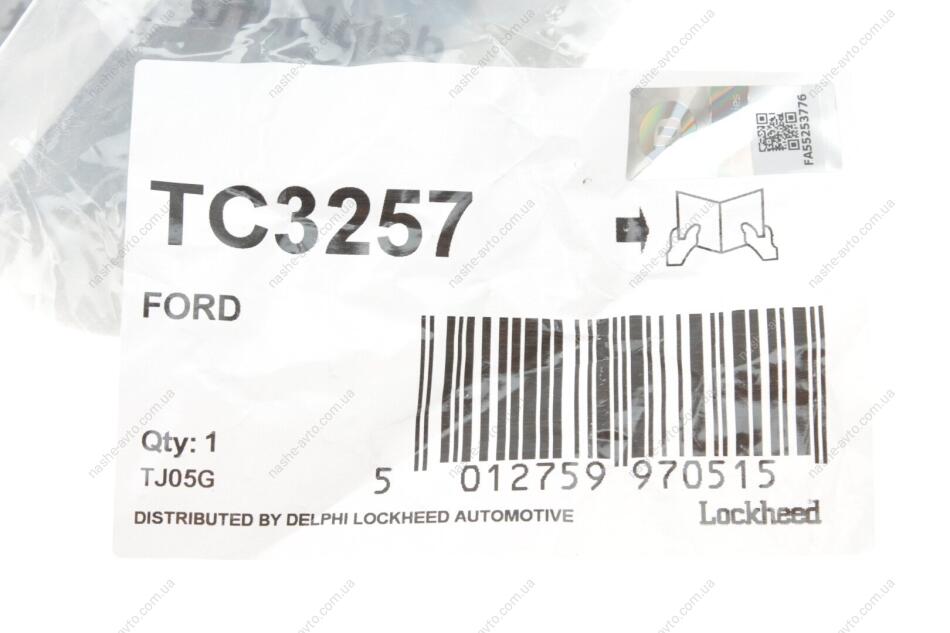 FA55253776
TC3257
FORD
Qty: 1
TJ05G
5 012759 970515
DISTRIBUTED BY DELPHI LOCKHEED AUTOMOTIVE
Lockheed
nashe-avto.com.ua